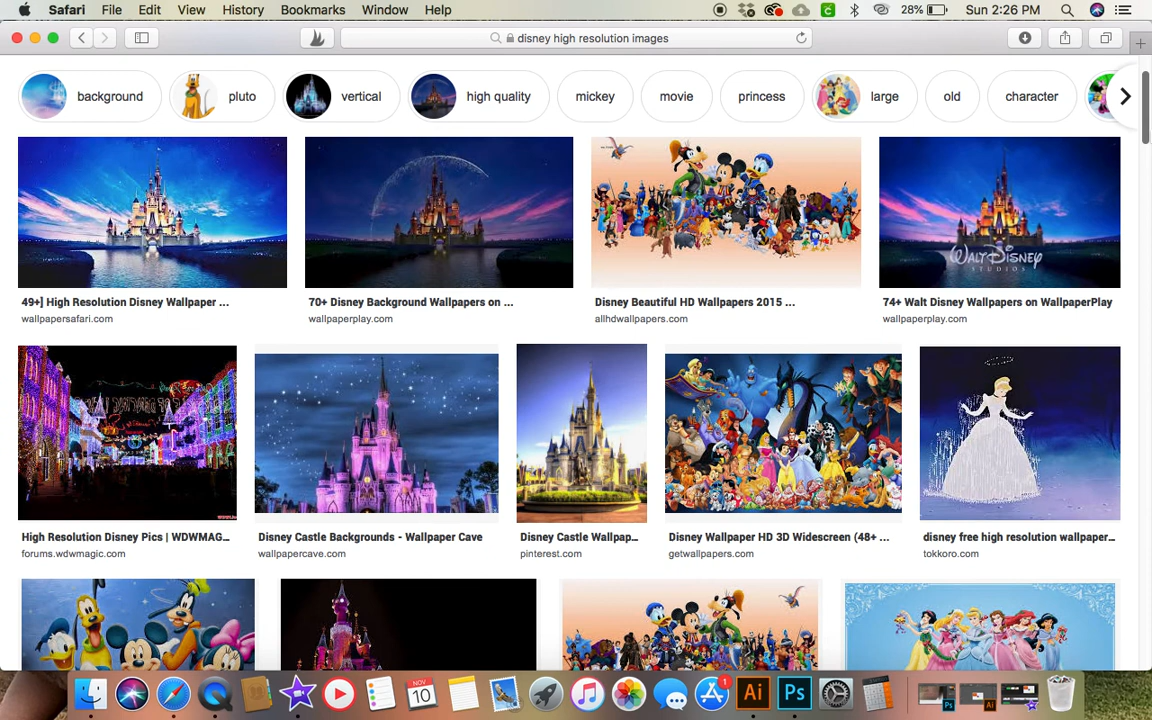 Safari File Edit View History Bookmarks Window Help 28% Sun 2:26 PM
disney high resolution images
background pluto vertical high quality mickey movie princess large old character
WALT DISNEY
STUDIOS
49+] High Resolution Disney Wallpaper ... 70+ Disney Background Wallpapers on ... Disney Beautiful HD Wallpapers 2015 ... 74+ Walt Disney Wallpapers on WallpaperPlay
wallpapersafari.com wallpaperplay.com allhdwallpapers.com wallpaperplay.com
High Resolution Disney Pics | WDWMAG... Disney Castle Backgrounds - Wallpaper Cave Disney Castle Wallpap... Disney Wallpaper HD 3D Widescreen (48+ ... disney free high resolution wallpaper...
forums.wdwmagic.com wallpapercave.com pinterest.com getwallpapers.com tokkoro.com
NOV
10
1
Ai Ps